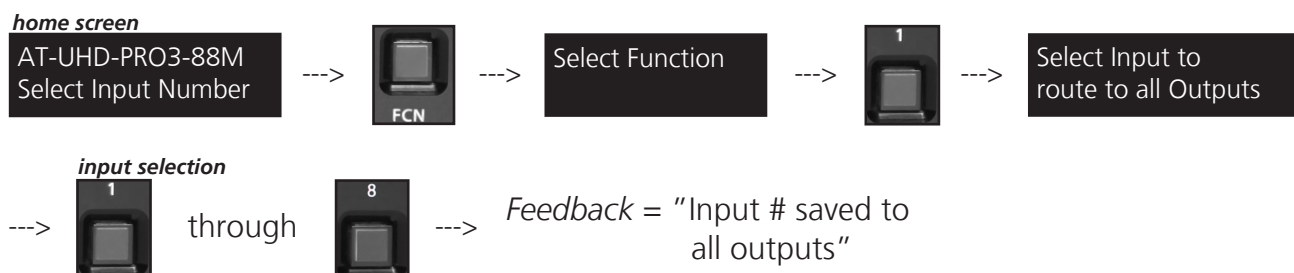 home screen
AT-UHD-PRO3-88M
Select Input Number
--->
FCN
--->
Select Function
--->
1
--->
Select Input to
route to all Outputs
input selection
--->
1
through
8
--->
Feedback = "Input # saved to
all outputs"